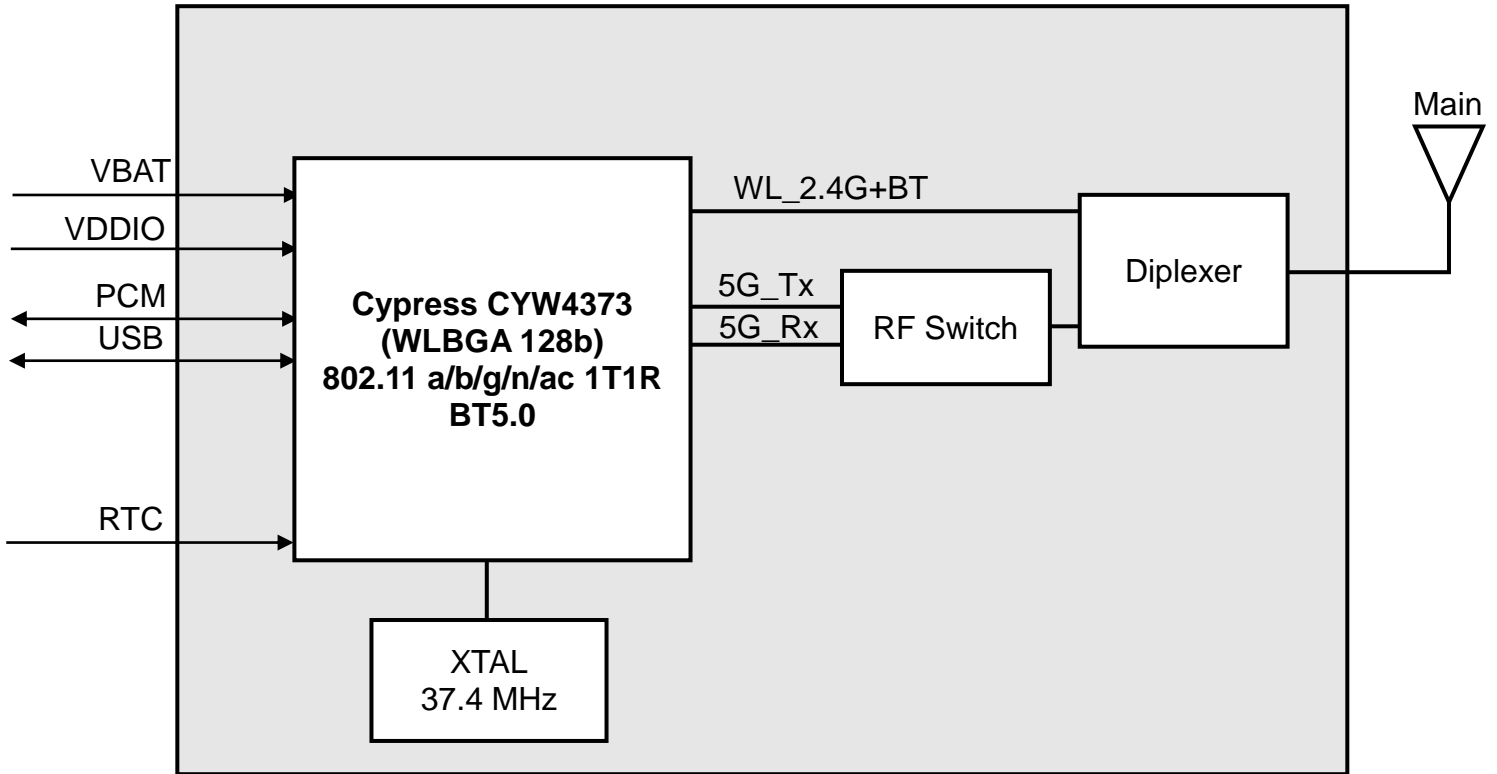 Main
VBAT
WL_2.4G+BT
VDDIO
Diplexer
PCM
5G_Tx
USB
5G_Rx
RF Switch
Cypress CYW4373
(WLBGA 128b)
802.11 a/b/g/n/ac 1T1R
BT5.0
RTC
XTAL
37.4 MHz